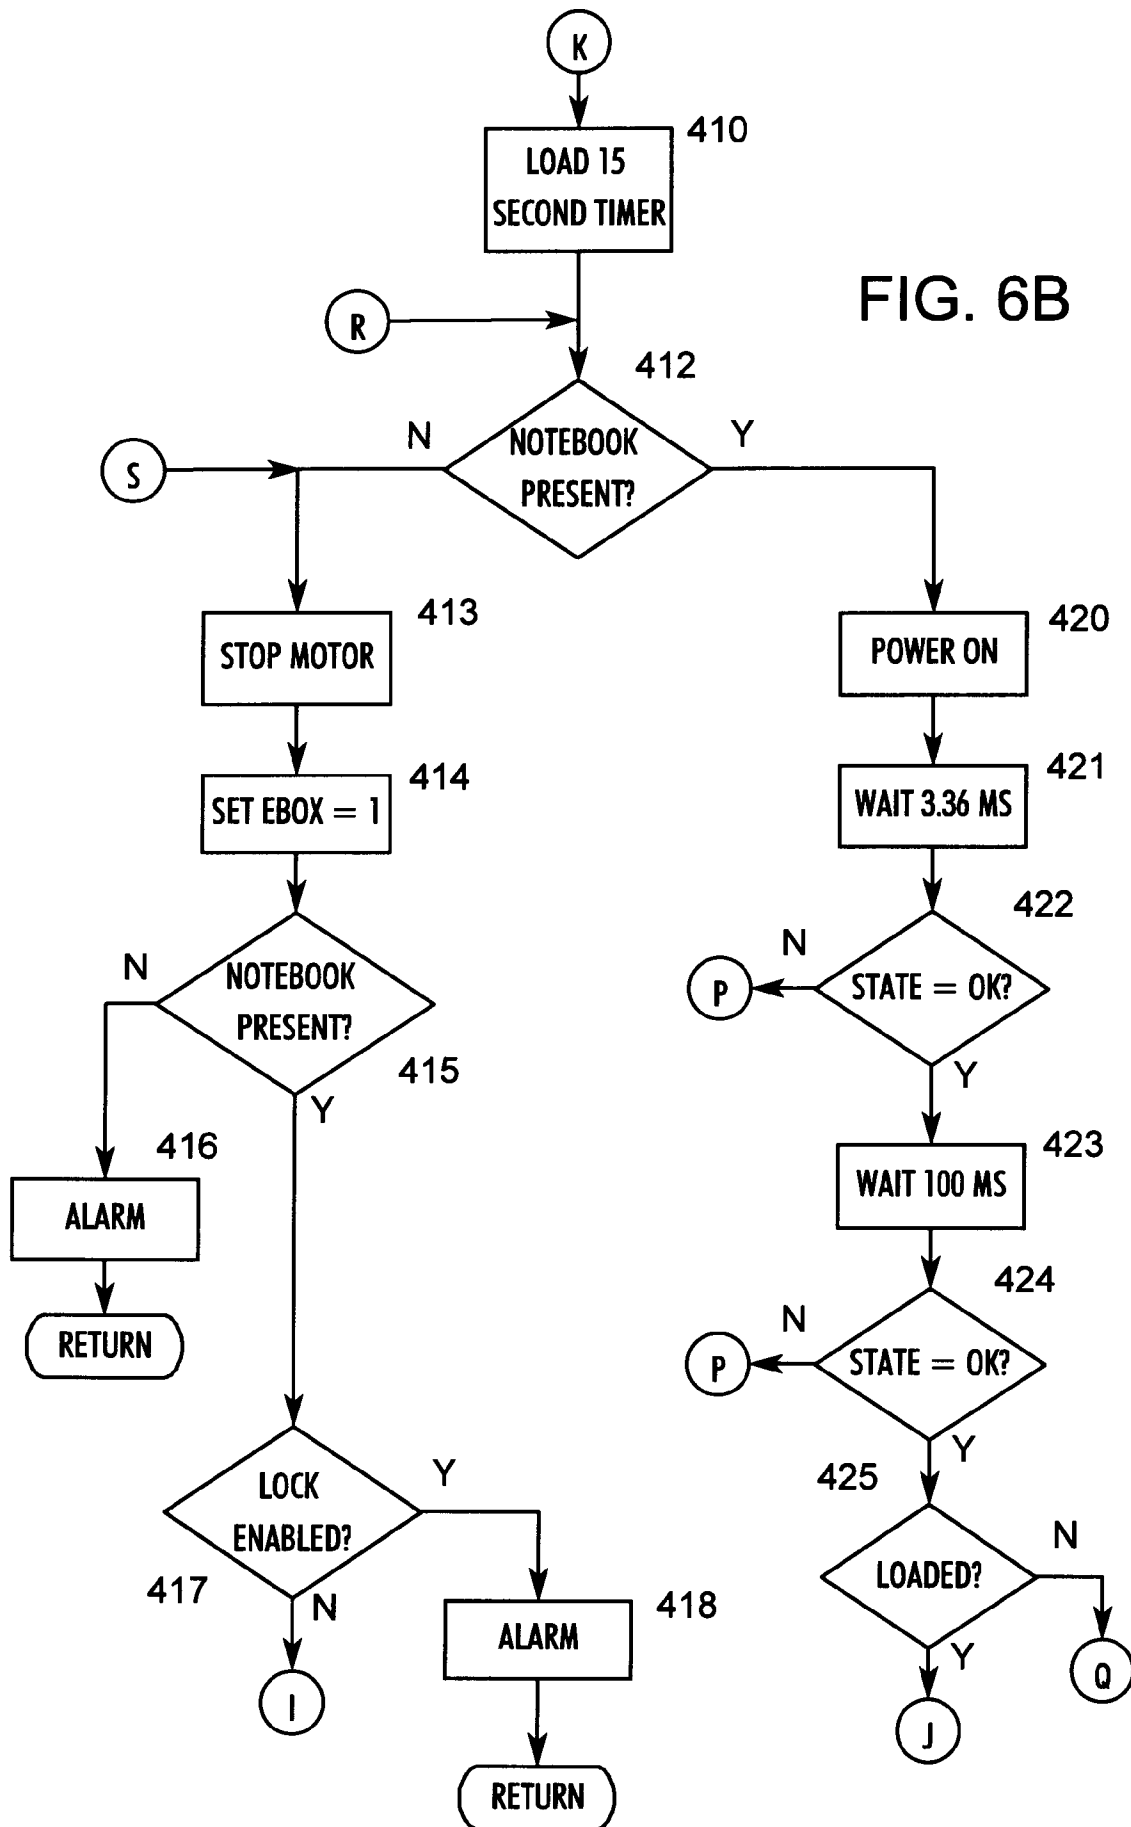 K
410
LOAD 15
SECOND TIMER
FIG. 6B
R
412
N
Y
NOTEBOOK
PRESENT?
S
413
STOP MOTOR
420
POWER ON
414
SET EBOX = 1
421
WAIT 3.36 MS
422
N
NOTEBOOK
PRESENT?
415
Y
N
STATE = OK?
P
Y
416
ALARM
RETURN
423
WAIT 100 MS
424
N
STATE = OK?
P
Y
425
LOCK
ENABLED?
Y
417
N
LOADED?
N
418
ALARM
Y
I
Q
J
RETURN